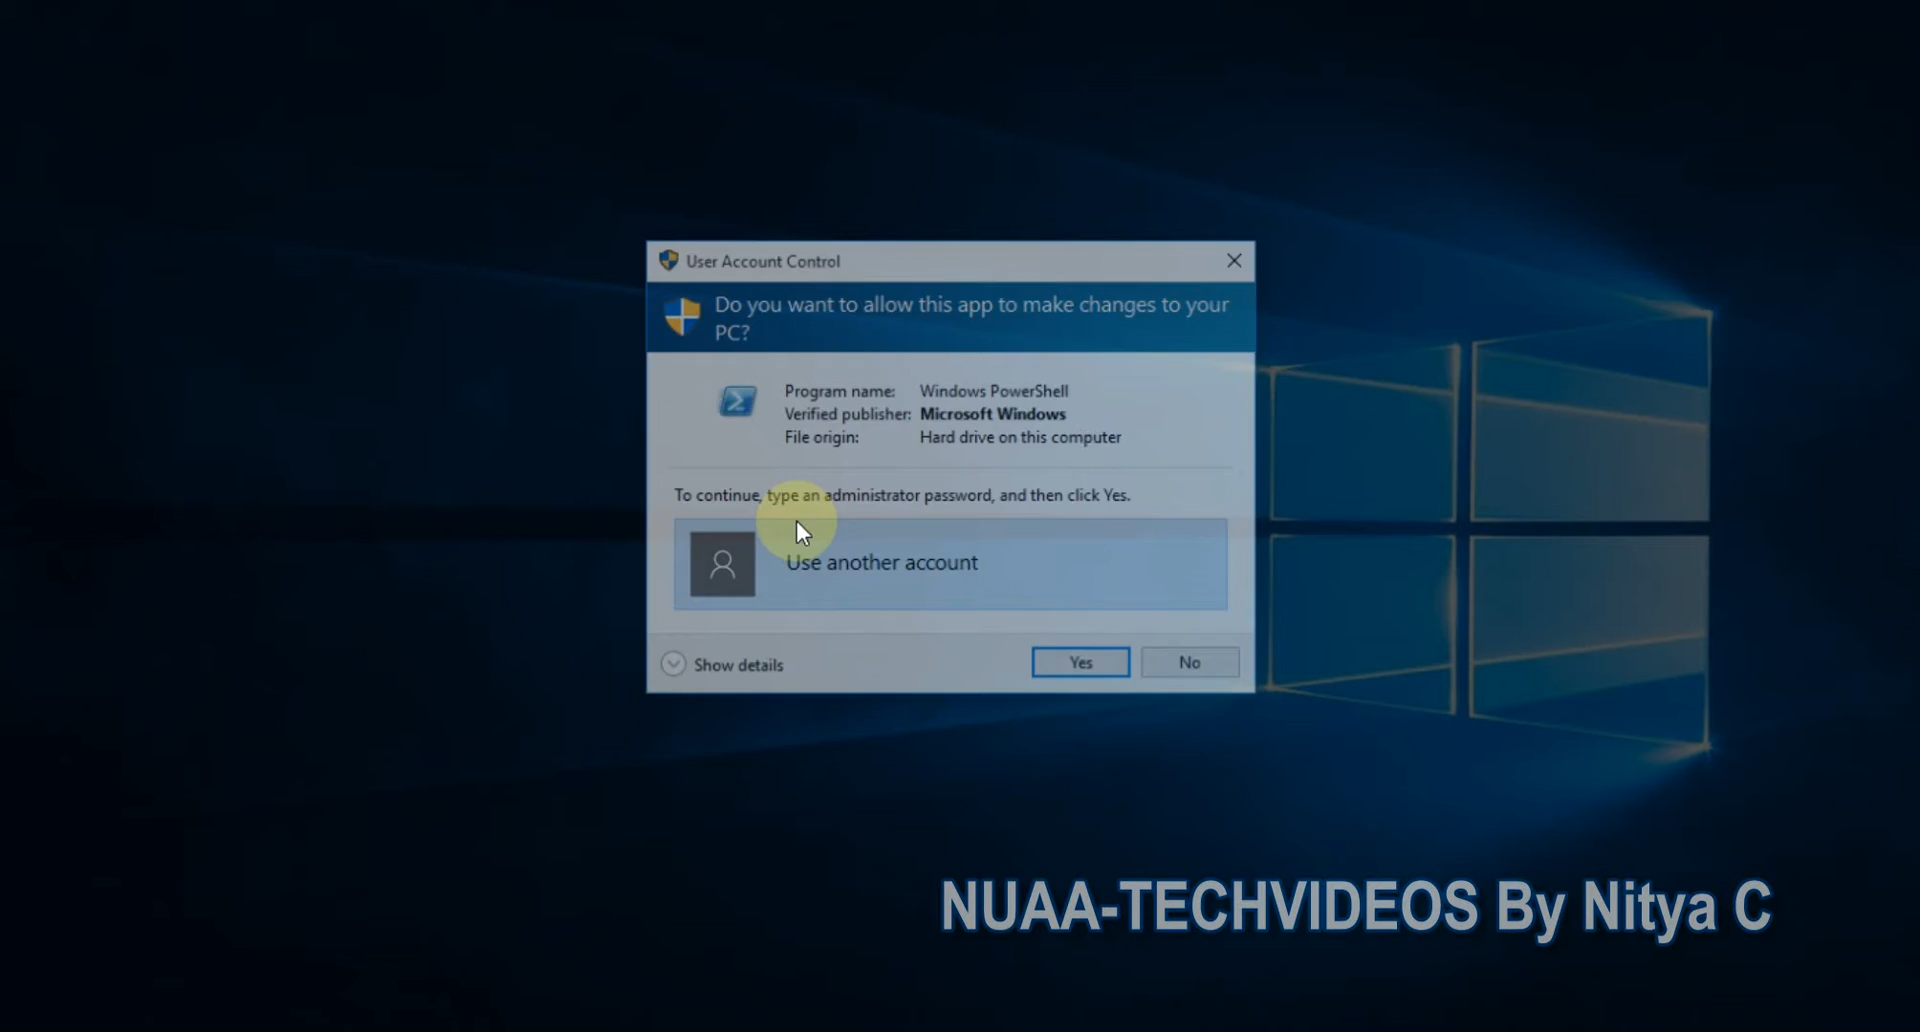 User Account Control
Do you want to allow this app to make changes to your
PC?
Program name: Windows PowerShell
Verified publisher: Microsoft Windows
File origin: Hard drive on this computer
To continue, type an administrator password, and then click Yes.
Use another account
Show details
Yes
No
NUAA-TECHVIDEOS By Nitya C